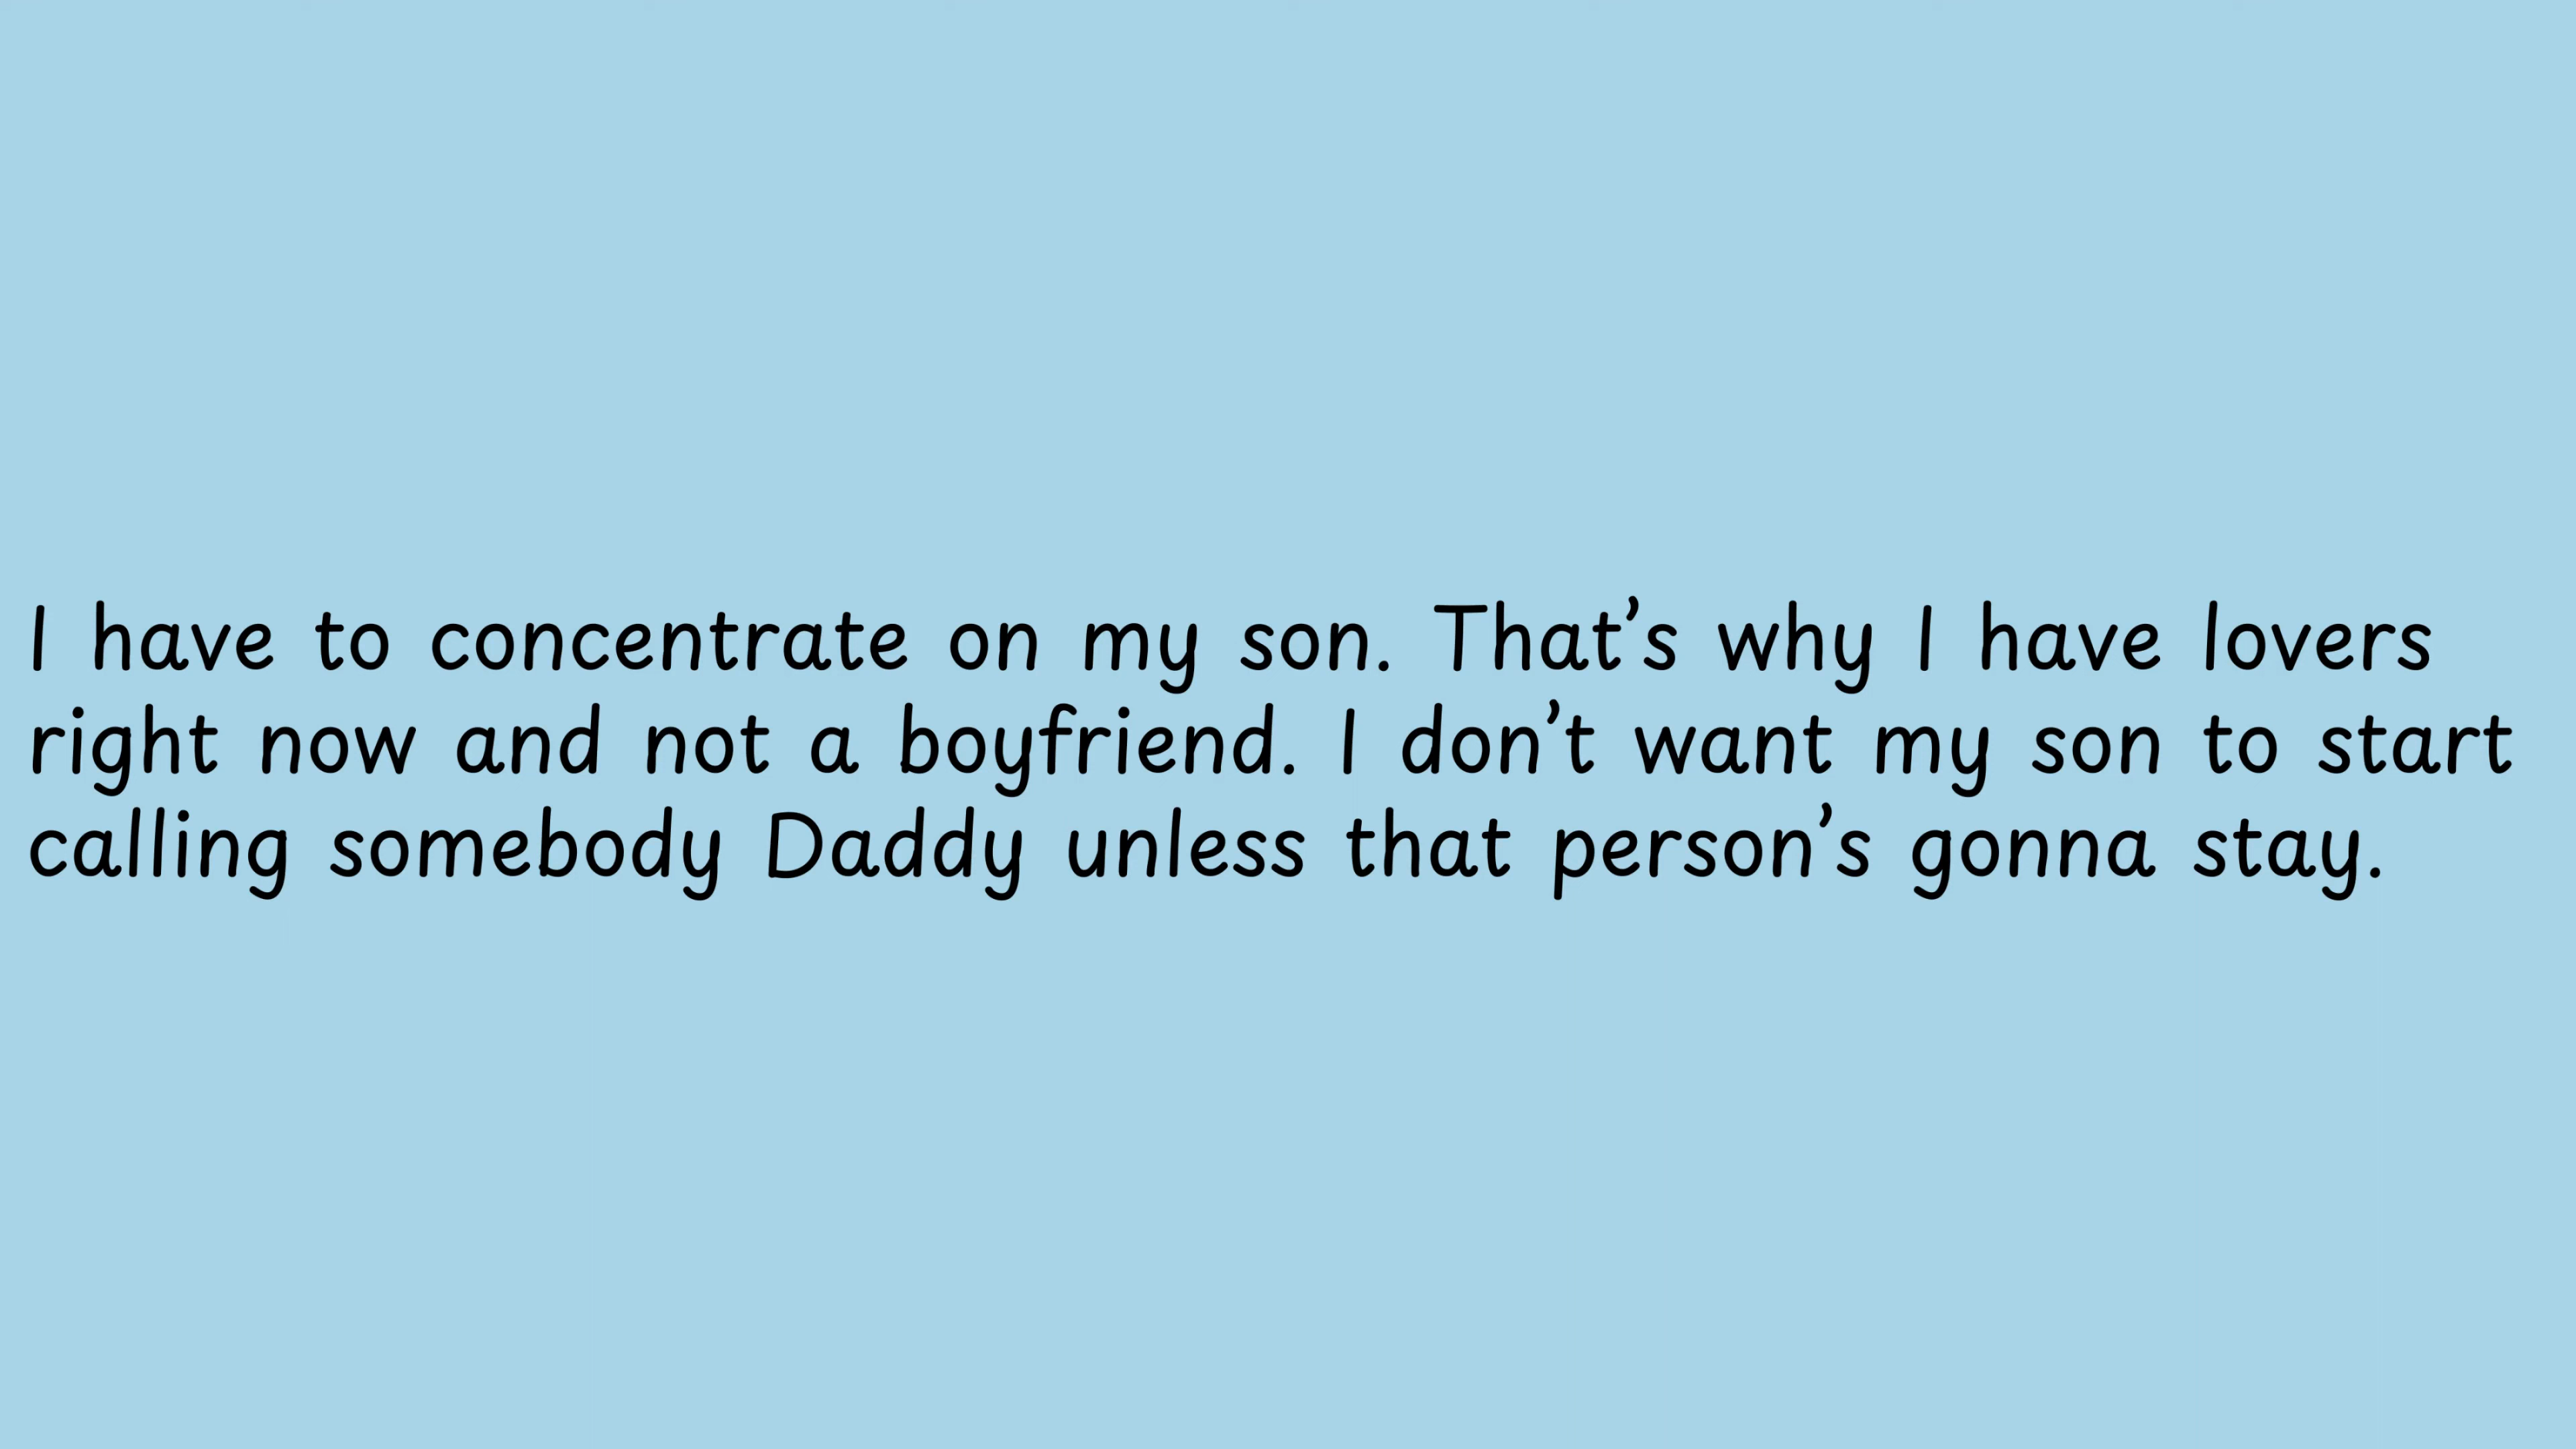 I have to concentrate on my son. That’s why I have lovers
right now and not a boyfriend. I don’t want my son to start
calling somebody Daddy unless that person’s gonna stay.